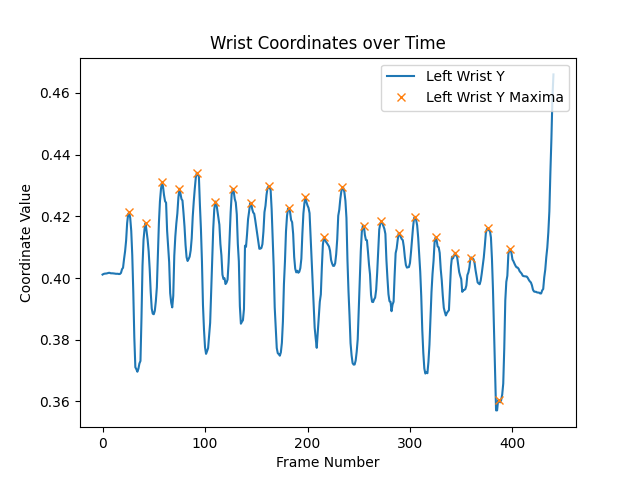 Wrist Coordinates over Time
Left Wrist Y
Left Wrist Y Maxima
0.46
0.44
0.42
0.40
0.38
0.36
Coordinate Value
0
100
200
300
400
Frame Number